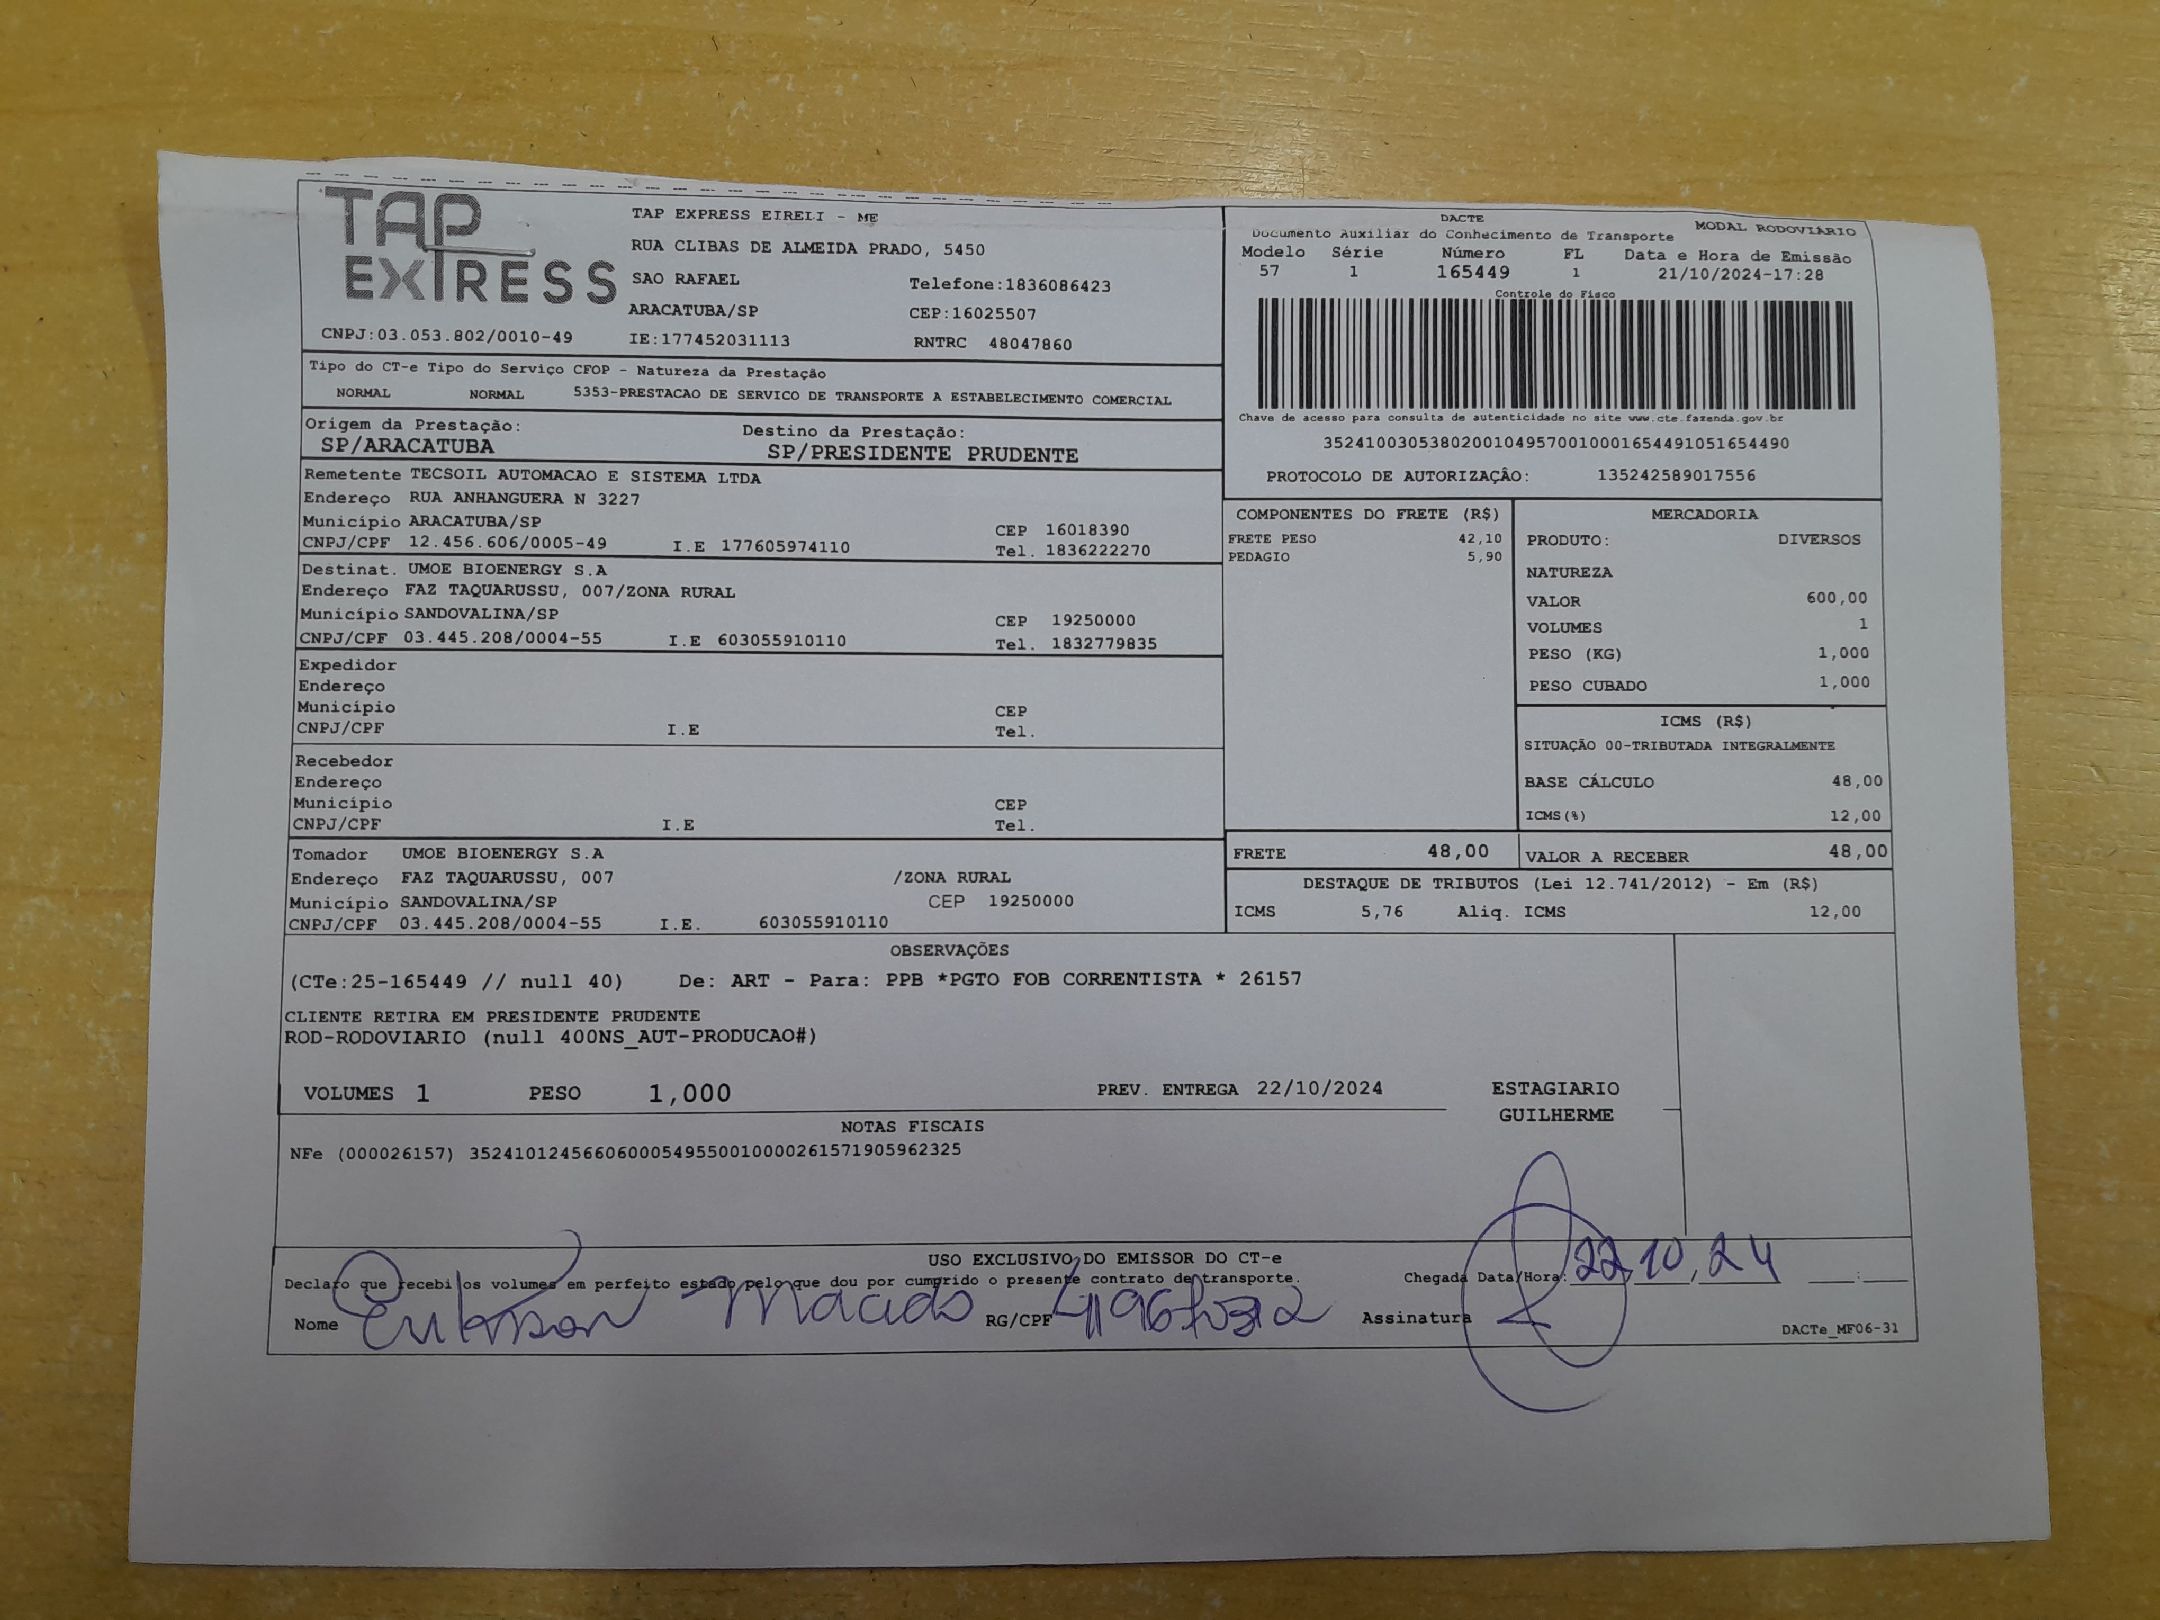 TAP EXPRESS
TAP EXPRESS EIRELI - ME
RUA CLIBAS DE ALMEIDA PRADO, 5450
SAO RAFAEL Telefone:1836086423
ARACATUBA/SP CEP:16025507
CNPJ:03.053.802/0010-49 IE:177452031113 RNTRC 48047860
DACTE MODAL RODOVIÁRIO
Documento Auxiliar do Conhecimento de Transporte
Modelo Série Número FL Data e Hora de Emissão
57 1 165449 1 21/10/2024-17:28
Controle do Fisco
Chave de acesso para consulta de autenticidade no site www.cte.fazenda.gov.br
35241003053802001049570010001654491051654490
PROTOCOLO DE AUTORIZAÇÂO: 135242589017556
Tipo do CT-e Tipo do Serviço CFOP - Natureza da Prestação
NORMAL NORMAL 5353-PRESTACAO DE SERVICO DE TRANSPORTE A ESTABELECIMENTO COMERCIAL
Origem da Prestação: Destino da Prestação:
SP/ARACATUBA SP/PRESIDENTE PRUDENTE
Remetente TECSOIL AUTOMACAO E SISTEMA LTDA
Endereço RUA ANHANGUERA N 3227
Município ARACATUBA/SP CEP 16018390
CNPJ/CPF 12.456.606/0005-49 I.E 177605974110 Tel. 1836222270
Destinat. UMOE BIOENERGY S.A
Endereço FAZ TAQUARUSSU, 007/ZONA RURAL
Município SANDOVALINA/SP CEP 19250000
CNPJ/CPF 03.445.208/0004-55 I.E 603055910110 Tel. 1832779835
Expedidor
Endereço
Município CEP
CNPJ/CPF I.E Tel.
Recebedor
Endereço
Município CEP
CNPJ/CPF I.E Tel.
Tomador UMOE BIOENERGY S.A
Endereço FAZ TAQUARUSSU, 007 /ZONA RURAL
Município SANDOVALINA/SP CEP 19250000
CNPJ/CPF 03.445.208/0004-55 I.E. 603055910110
COMPONENTES DO FRETE (R$)
FRETE PESO 42,10
PEDAGIO 5,90
MERCADORIA
PRODUTO: DIVERSOS
NATUREZA
VALOR 600,00
VOLUMES 1
PESO (KG) 1,000
PESO CUBADO 1,000
ICMS (R$)
SITUAÇÃO 00-TRIBUTADA INTEGRALMENTE
BASE CÁLCULO 48,00
ICMS(%) 12,00
FRETE 48,00 VALOR A RECEBER 48,00
DESTAQUE DE TRIBUTOS (Lei 12.741/2012) - Em (R$)
ICMS 5,76 Aliq. ICMS 12,00
OBSERVAÇÕES
(CTe:25-165449 // null 40) De: ART - Para: PPB *PGTO FOB CORRENTISTA * 26157
CLIENTE RETIRA EM PRESIDENTE PRUDENTE
ROD-RODOVIARIO (null 400NS_AUT-PRODUCAO#)
VOLUMES 1 PESO 1,000 PREV. ENTREGA 22/10/2024 ESTAGIARIO
GUILHERME
NOTAS FISCAIS
NFe (000026157) 35241012456606000549550010000261571905962325
USO EXCLUSIVO DO EMISSOR DO CT-e
Declaro que recebi os volumes em perfeito estado pelo que dou por cumprido o presente contrato de transporte. Chegada Data/Hora: 22 10 24 :
Nome Macido RG/CPF Assinatura
DACTe_MF06-31